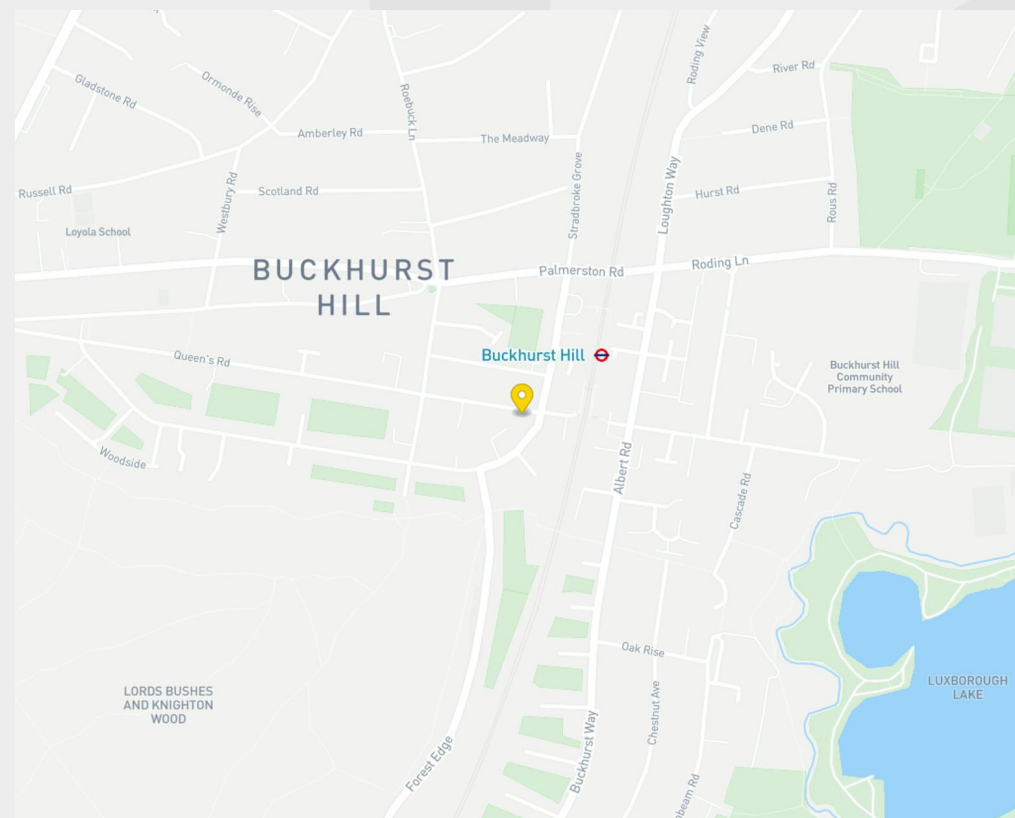 Roding View
River Rd
Gladstone Rd
Ormonde Rise
Roebuck Ln
Amberley Rd
The Meadway
Dene Rd
Loughton Way
Stradbroke Grove
Russell Rd
Westbury Rd
Scotland Rd
Hurst Rd
Rous Rd
Loyola School
BUCKHURST
HILL
Palmerston Rd
Roding Ln
Queen's Rd
Buckhurst Hill
Buckhurst Hill
Community
Primary School
Woodside
Albert Rd
Cascade Rd
Oak Rise
LORDS BUSHES
AND KNIGHTON
WOOD
Chestnut Ave
LUXBOROUGH
LAKE
Forest Edge
Buckhurst Way
nbeam Rd